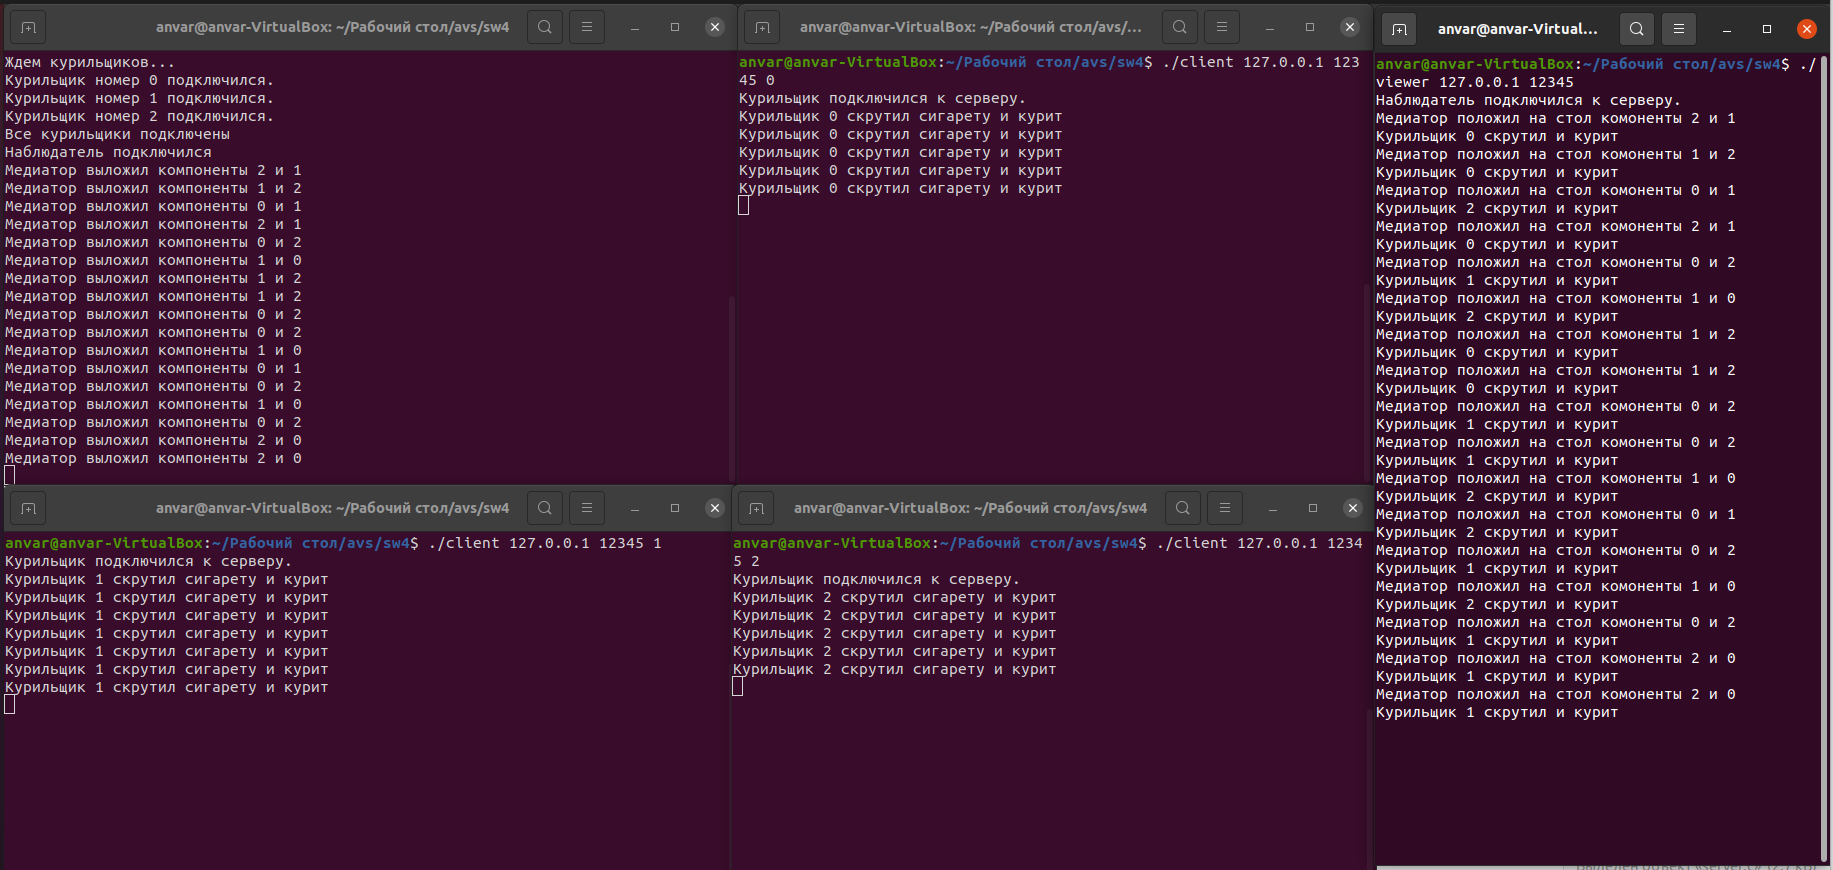 anvar@anvar-VirtualBox: ~/Рабочий стол/avs/sw4
Ждем курильщиков...
Курильщик номер 0 подключился.
Курильщик номер 1 подключился.
Курильщик номер 2 подключился.
Все курильщики подключены
Наблюдатель подключился
Медиатор выложил компоненты 2 и 1
Медиатор выложил компоненты 1 и 2
Медиатор выложил компоненты 0 и 1
Медиатор выложил компоненты 2 и 1
Медиатор выложил компоненты 0 и 2
Медиатор выложил компоненты 1 и 0
Медиатор выложил компоненты 1 и 2
Медиатор выложил компоненты 1 и 2
Медиатор выложил компоненты 0 и 2
Медиатор выложил компоненты 0 и 2
Медиатор выложил компоненты 1 и 0
Медиатор выложил компоненты 0 и 1
Медиатор выложил компоненты 0 и 2
Медиатор выложил компоненты 1 и 0
Медиатор выложил компоненты 0 и 2
Медиатор выложил компоненты 2 и 0
Медиатор выложил компоненты 2 и 0
anvar@anvar-VirtualBox: ~/Рабочий стол/avs/...
anvar@anvar-VirtualBox:~/Рабочий стол/avs/sw4$ ./client 127.0.0.1 123
45 0
Курильщик подключился к серверу.
Курильщик 0 скрутил сигарету и курит
Курильщик 0 скрутил сигарету и курит
Курильщик 0 скрутил сигарету и курит
Курильщик 0 скрутил сигарету и курит
Курильщик 0 скрутил сигарету и курит
anvar@anvar-VirtualBox: ~/Рабочий стол/avs/sw4
anvar@anvar-VirtualBox:~/Рабочий стол/avs/sw4$ ./client 127.0.0.1 12345 1
Курильщик подключился к серверу.
Курильщик 1 скрутил сигарету и курит
Курильщик 1 скрутил сигарету и курит
Курильщик 1 скрутил сигарету и курит
Курильщик 1 скрутил сигарету и курит
Курильщик 1 скрутил сигарету и курит
Курильщик 1 скрутил сигарету и курит
Курильщик 1 скрутил сигарету и курит
anvar@anvar-VirtualBox: ~/Рабочий стол/avs/sw4
anvar@anvar-VirtualBox:~/Рабочий стол/avs/sw4$ ./client 127.0.0.1 1234
5 2
Курильщик подключился к серверу.
Курильщик 2 скрутил сигарету и курит
Курильщик 2 скрутил сигарету и курит
Курильщик 2 скрутил сигарету и курит
Курильщик 2 скрутил сигарету и курит
Курильщик 2 скрутил сигарету и курит
anvar@anvar-Virtual...
anvar@anvar-VirtualBox:~/Рабочий стол/avs/sw4$ ./
viewer 127.0.0.1 12345
Наблюдатель подключился к серверу.
Медиатор положил на стол комоненты 2 и 1
Курильщик 0 скрутил и курит
Медиатор положил на стол комоненты 1 и 2
Курильщик 0 скрутил и курит
Медиатор положил на стол комоненты 0 и 1
Курильщик 2 скрутил и курит
Медиатор положил на стол комоненты 2 и 1
Курильщик 0 скрутил и курит
Медиатор положил на стол комоненты 0 и 2
Курильщик 1 скрутил и курит
Медиатор положил на стол комоненты 1 и 0
Курильщик 2 скрутил и курит
Медиатор положил на стол комоненты 1 и 2
Курильщик 0 скрутил и курит
Медиатор положил на стол комоненты 1 и 2
Курильщик 0 скрутил и курит
Медиатор положил на стол комоненты 0 и 2
Курильщик 1 скрутил и курит
Медиатор положил на стол комоненты 0 и 2
Курильщик 1 скрутил и курит
Медиатор положил на стол комоненты 1 и 0
Курильщик 2 скрутил и курит
Медиатор положил на стол комоненты 0 и 1
Курильщик 2 скрутил и курит
Медиатор положил на стол комоненты 0 и 2
Курильщик 1 скрутил и курит
Медиатор положил на стол комоненты 1 и 0
Курильщик 2 скрутил и курит
Медиатор положил на стол комоненты 0 и 2
Курильщик 1 скрутил и курит
Медиатор положил на стол комоненты 2 и 0
Курильщик 1 скрутил и курит
Медиатор положил на стол комоненты 2 и 0
Курильщик 1 скрутил и курит